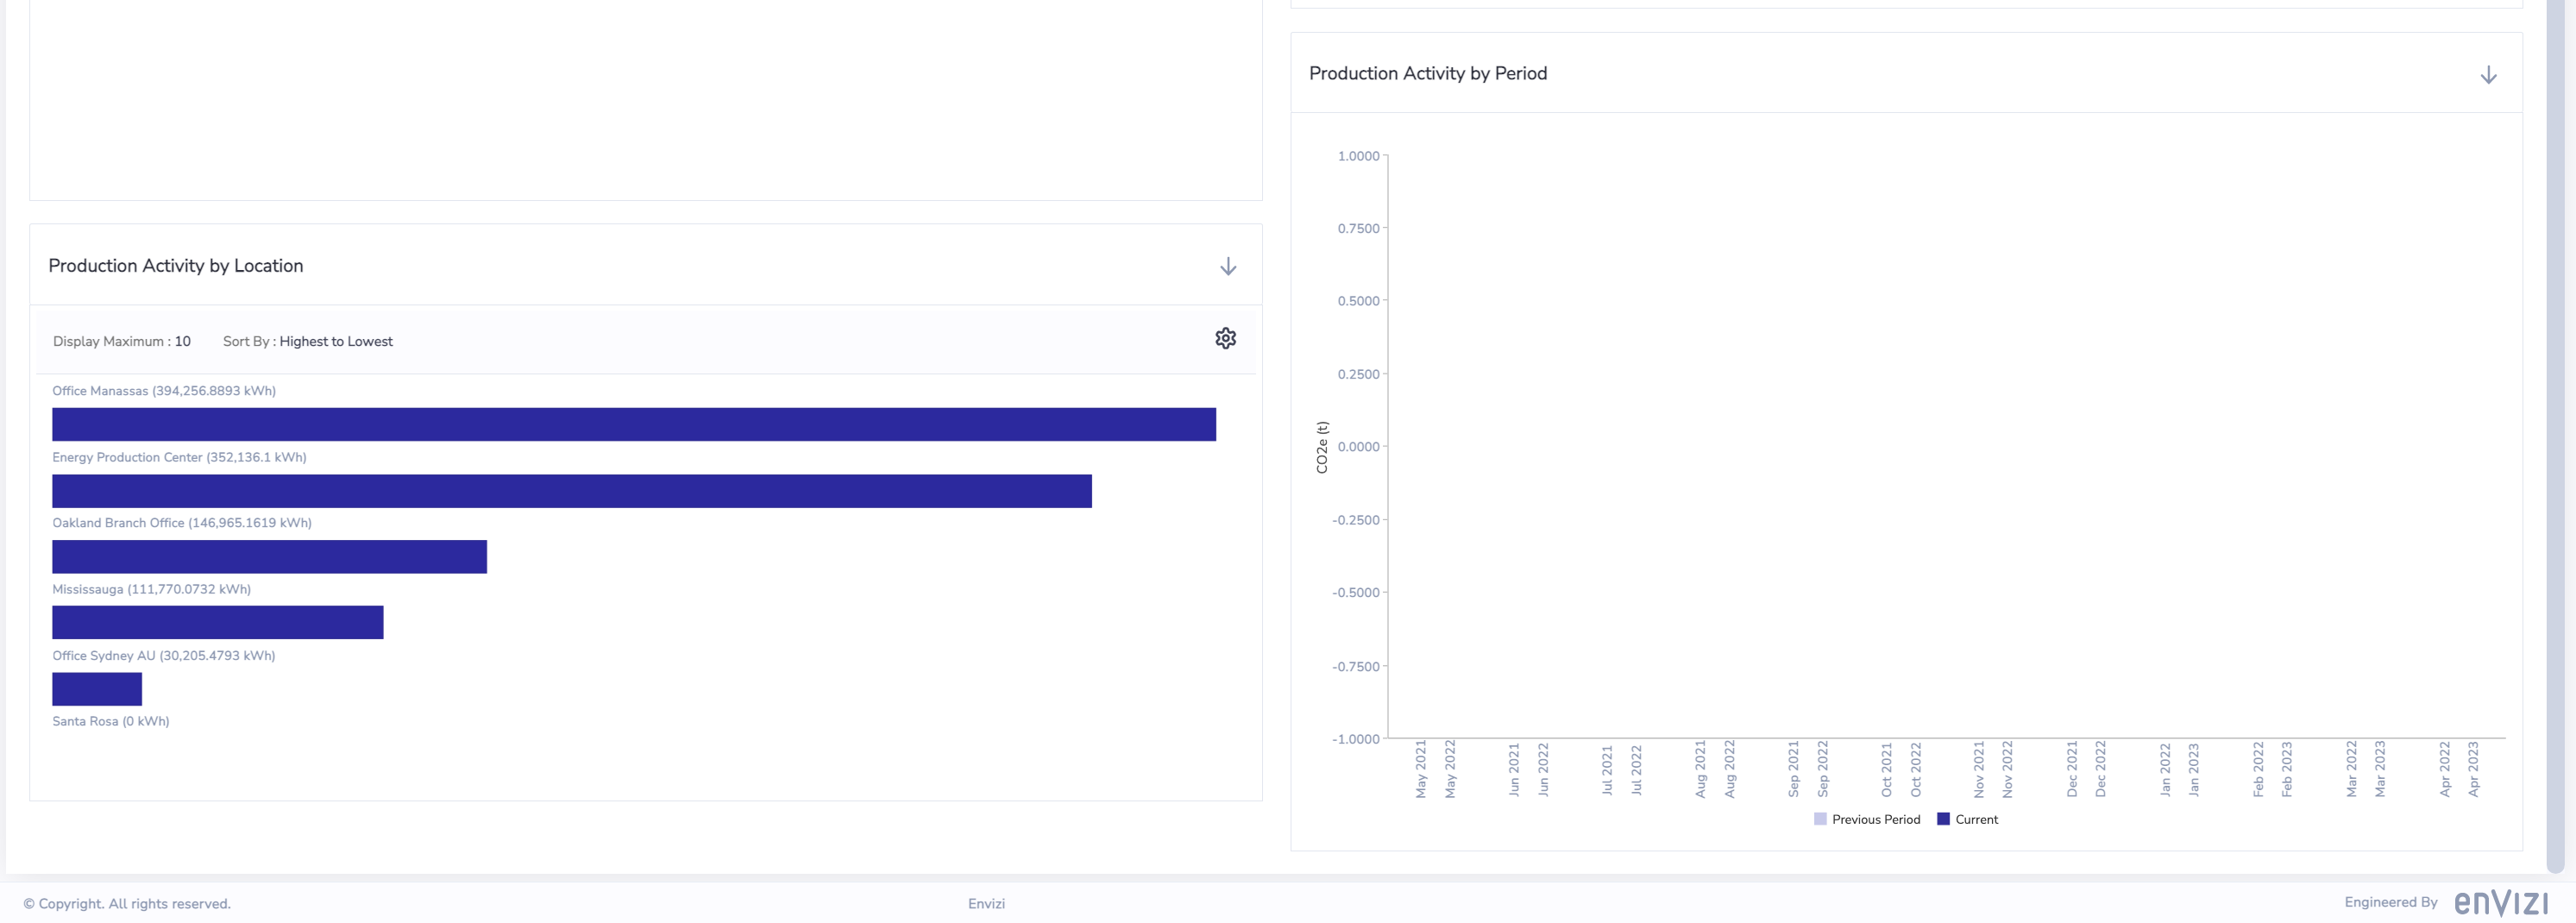 Production Activity by Location
Display Maximum : 10 Sort By : Highest to Lowest
Office Manassas (394,256.8893 kWh)
Energy Production Center (352,136.1 kWh)
Oakland Branch Office (146,965.1619 kWh)
Mississauga (111,770.0732 kWh)
Office Sydney AU (30,205.4793 kWh)
Santa Rosa (0 kWh)
Production Activity by Period
CO2e (t)
1.0000
0.7500
0.5000
0.2500
0.0000
-0.2500
-0.5000
-0.7500
-1.0000
May 2021
May 2022
Jun 2021
Jun 2022
Jul 2021
Jul 2022
Aug 2021
Aug 2022
Sep 2021
Sep 2022
Oct 2021
Oct 2022
Nov 2021
Nov 2022
Dec 2021
Dec 2022
Jan 2022
Jan 2023
Feb 2022
Feb 2023
Mar 2022
Mar 2023
Apr 2022
Apr 2023
Previous Period Current
© Copyright. All rights reserved. Envizi Engineered By enVIZI